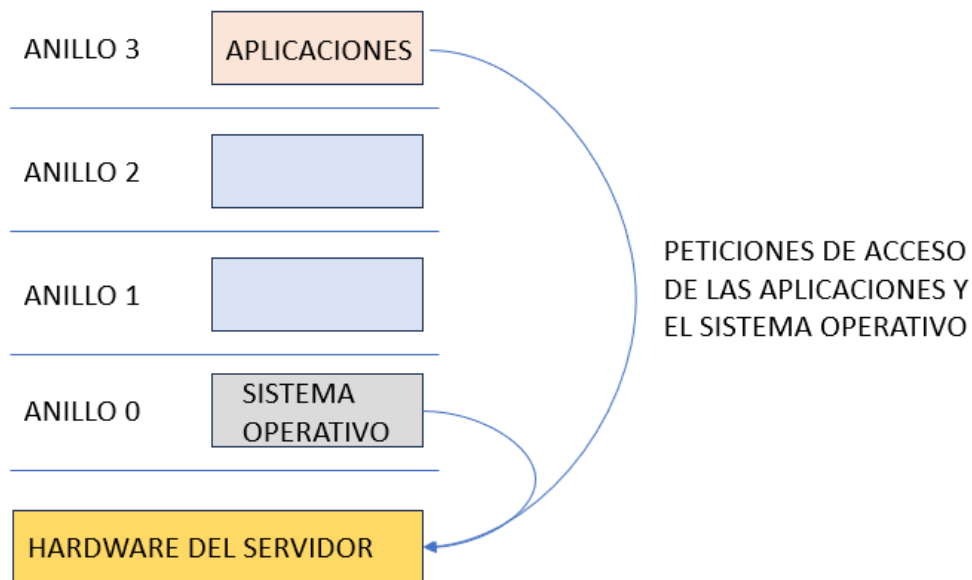 ANILLO 3
APLICACIONES
ANILLO 2
ANILLO 1
PETICIONES DE ACCESO
DE LAS APLICACIONES Y
EL SISTEMA OPERATIVO
ANILLO 0
SISTEMA
OPERATIVO
HARDWARE DEL SERVIDOR